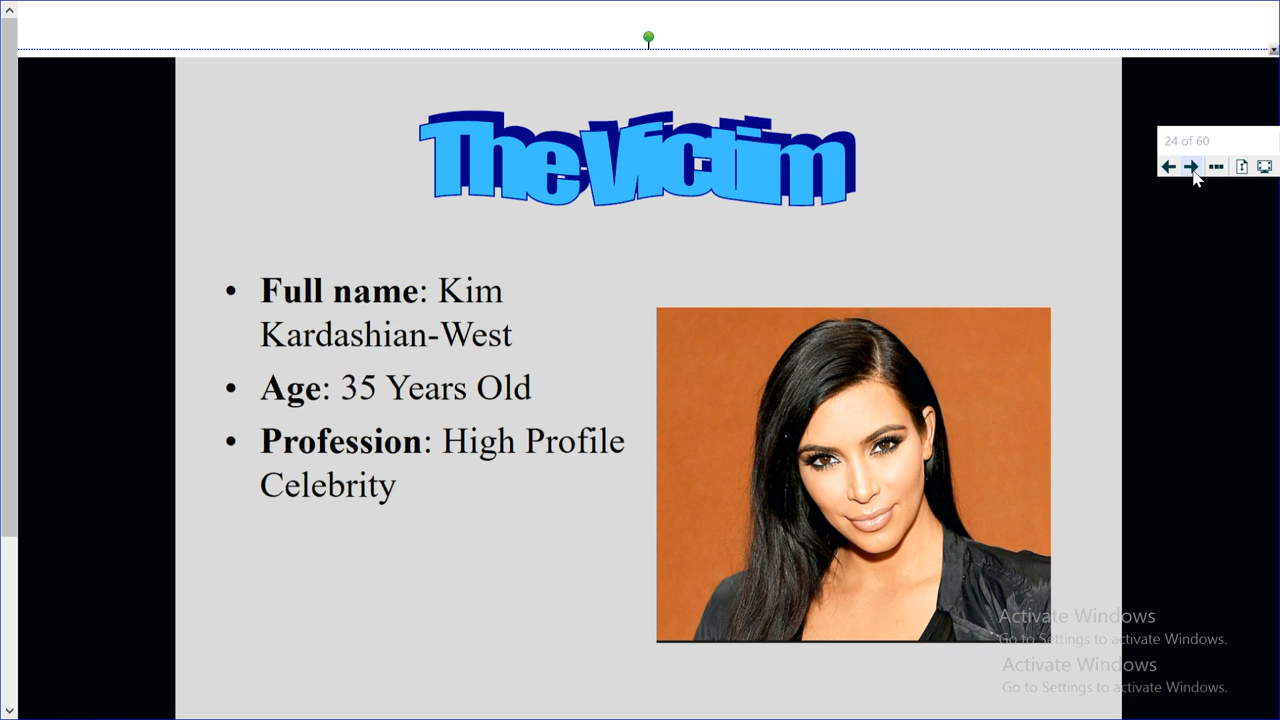 24 of 60
The Victim
• Full name: Kim
Kardashian-West
• Age: 35 Years Old
• Profession: High Profile
Celebrity
Activate Windows
Go to Settings to activate Windows.
Activate Windows
Go to Settings to activate Windows.